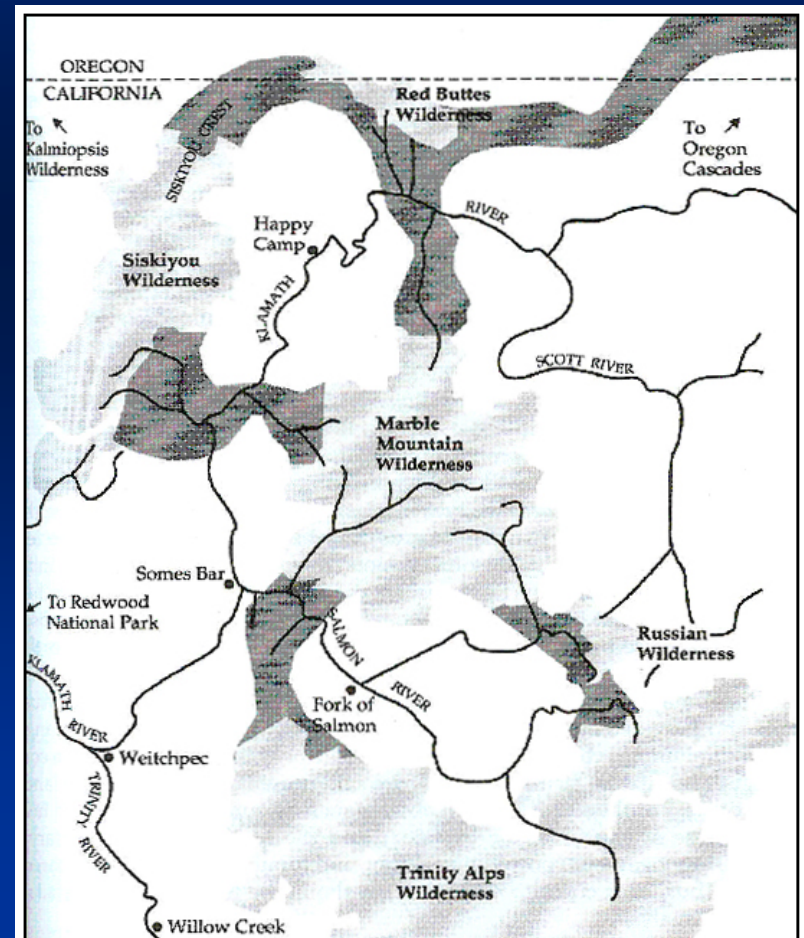 OREGON
CALIFORNIA
To
Kalmiopsis
Wilderness
SISKIYOU CREST
Red Buttes
Wilderness
To
Oregon
Cascades
RIVER
Happy
Camp
Siskiyou
Wilderness
KLAMATH
SCOTT RIVER
Marble
Mountain
Wilderness
Somes Bar
To Redwood
National Park
SALMON
RIVER
Russian
Wilderness
KLAMATH
RIVER
Fork of
Salmon
Weitchpec
TRINITY
RIVER
Trinity Alps
Wilderness
Willow Creek